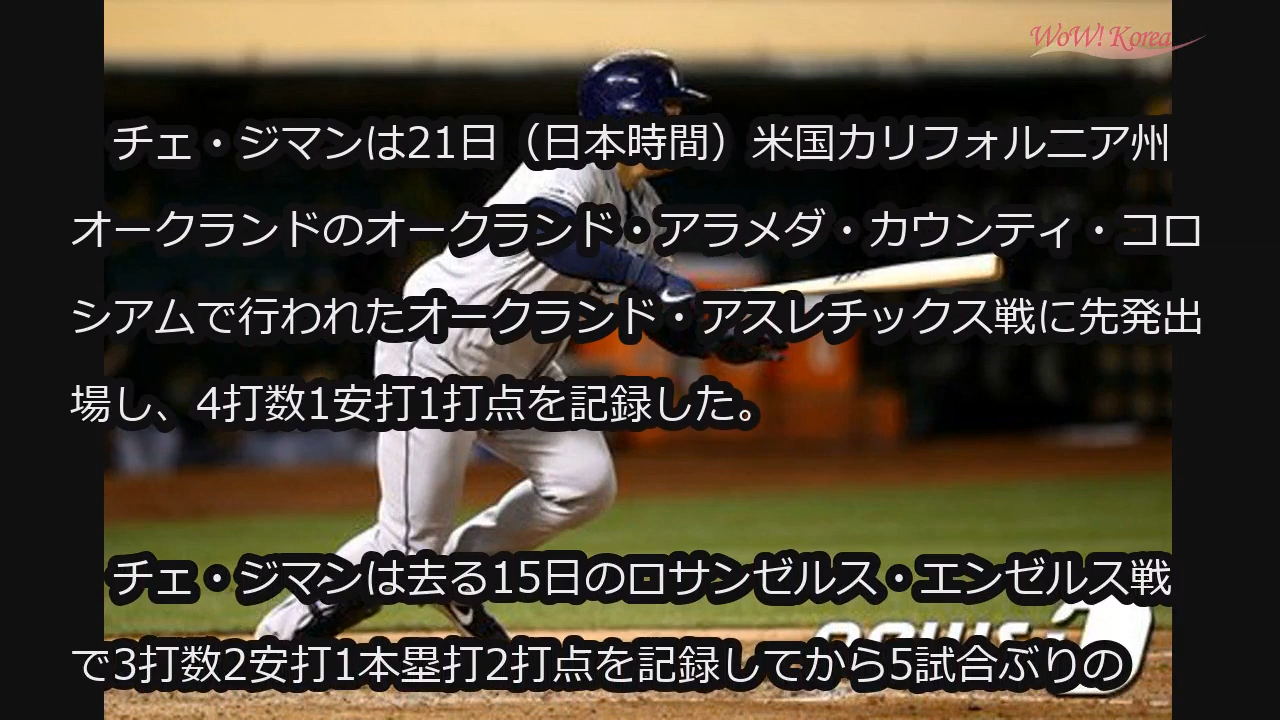 WoW! Korea
チェ・ジマンは21日（日本時間）米国カリフォルニア州
オークランドのオークランド・アラメダ・カウンティ・コロ
シアムで行われたオークランド・アスレチックス戦に先発出
場し、4打数1安打1打点を記録した。
チェ・ジマンは去る15日のロサンゼルス・エンゼルス戦
で3打数2安打1本塁打2打点を記録してから5試合ぶりの